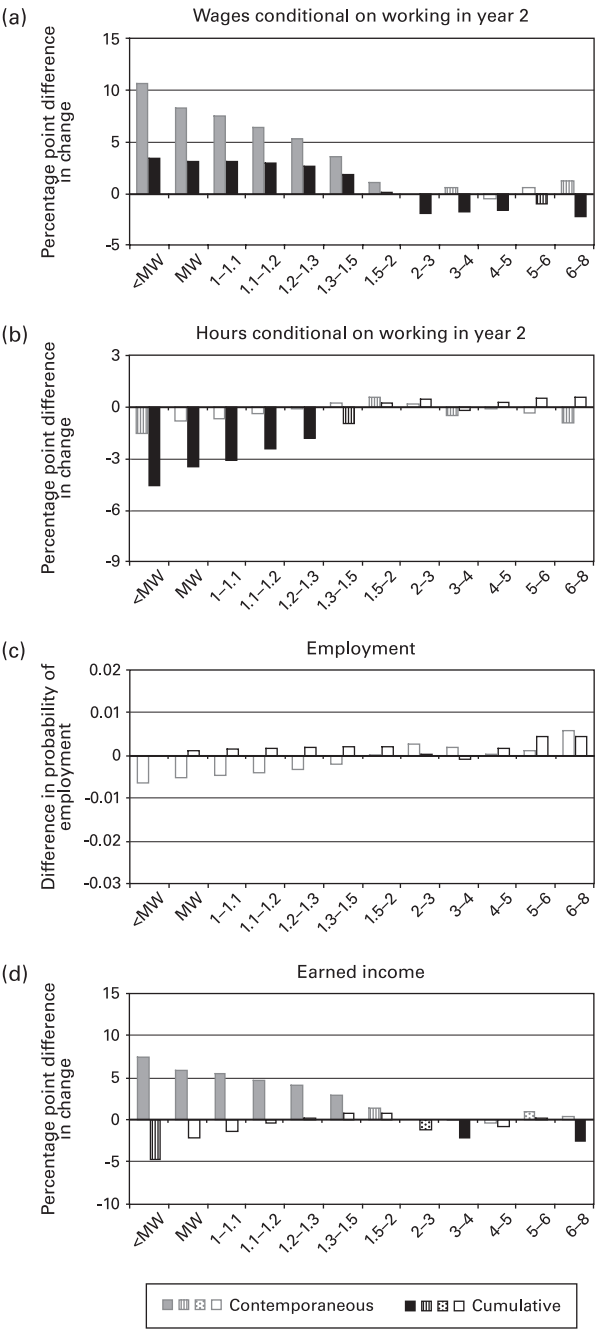 (a)
Wages conditional on working in year 2
Percentage point difference
in change
15
10
5
0
-5
<MW
MW
1–1.1
1.1–1.2
1.2–1.3
1.3–1.5
1.5–2
2–3
3–4
4–5
5–6
6–8
(b)
Hours conditional on working in year 2
Percentage point difference
in change
3
0
-3
-6
-9
<MW
MW
1–1.1
1.1–1.2
1.2–1.3
1.3–1.5
1.5–2
2–3
3–4
4–5
5–6
6–8
(c)
Employment
Difference in probability of
employment
0.02
0.01
0
-0.01
-0.02
-0.03
<MW
MW
1–1.1
1.1–1.2
1.2–1.3
1.3–1.5
1.5–2
2–3
3–4
4–5
5–6
6–8
(d)
Earned income
Percentage point difference
in change
15
10
5
0
-5
-10
<MW
MW
1–1.1
1.1–1.2
1.2–1.3
1.3–1.5
1.5–2
2–3
3–4
4–5
5–6
6–8
Contemporaneous
Cumulative